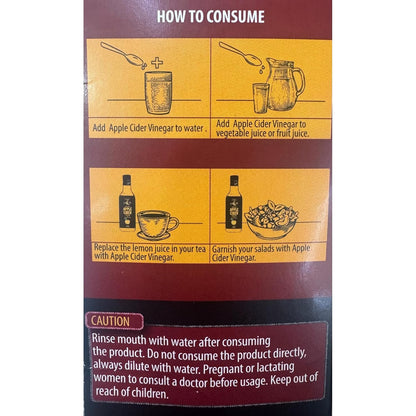 HOW TO CONSUME
Add Apple Cider Vinegar to water .
Add Apple Cider Vinegar to
vegetable juice or fruit juice.
Replace the lemon juice in your tea
with Apple Cider Vinegar.
Garnish your salads with Apple
Cider Vinegar.
CAUTION
Rinse mouth with water after consuming
the product. Do not consume the product directly,
always dilute with water. Pregnant or lactating
women to consult a doctor before usage. Keep out of
reach of children.